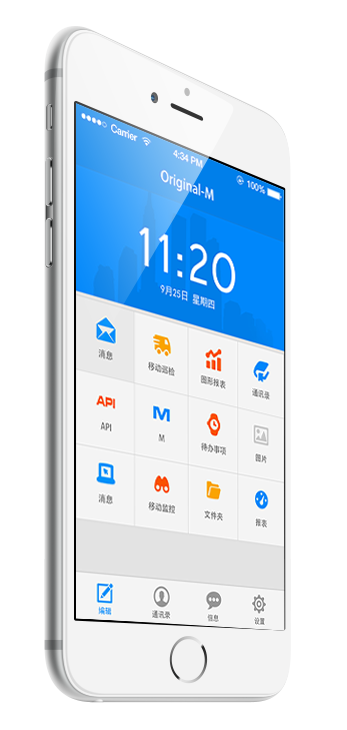 Carrier
4:34 PM
100%
Original-M
11:20
9月25日 星期四
消息
移动巡检
图形报表
通讯录
API
API
M
M
待办事项
图片
消息
移动监控
文件夹
报表
编辑
通讯录
信息
设置